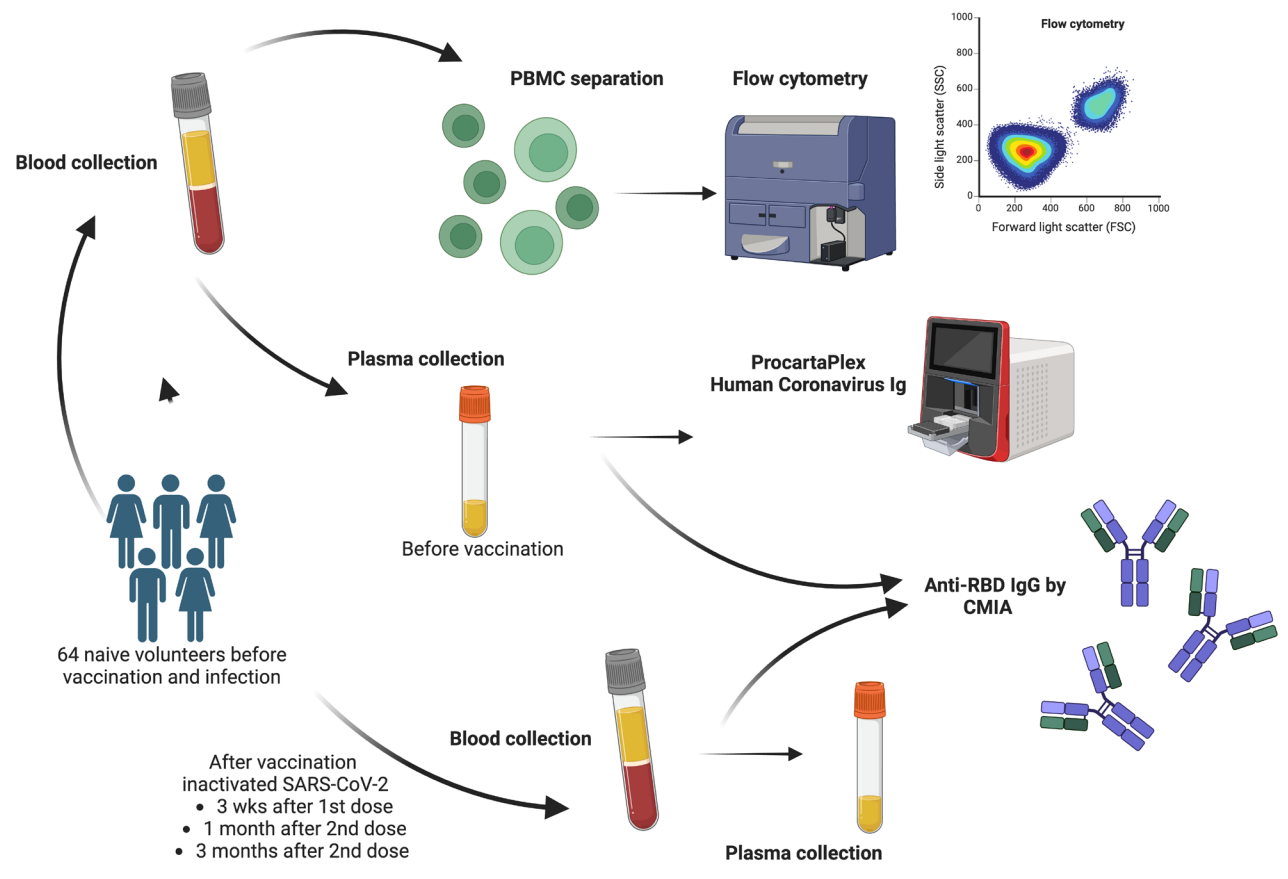 Flow cytometry
1000
800
600
400
200
0
Side light scatter (SSC)
0 200 400 600 800 1000
Forward light scatter (FSC)
PBMC separation
Flow cytometry
Blood collection
Plasma collection
ProcartaPlex
Human Coronavirus Ig
Before vaccination
Anti-RBD IgG by
CMIA
64 naive volunteers before
vaccination and infection
Blood collection
After vaccination
inactivated SARS-CoV-2
• 3 wks after 1st dose
• 1 month after 2nd dose
• 3 months after 2nd dose
Plasma collection